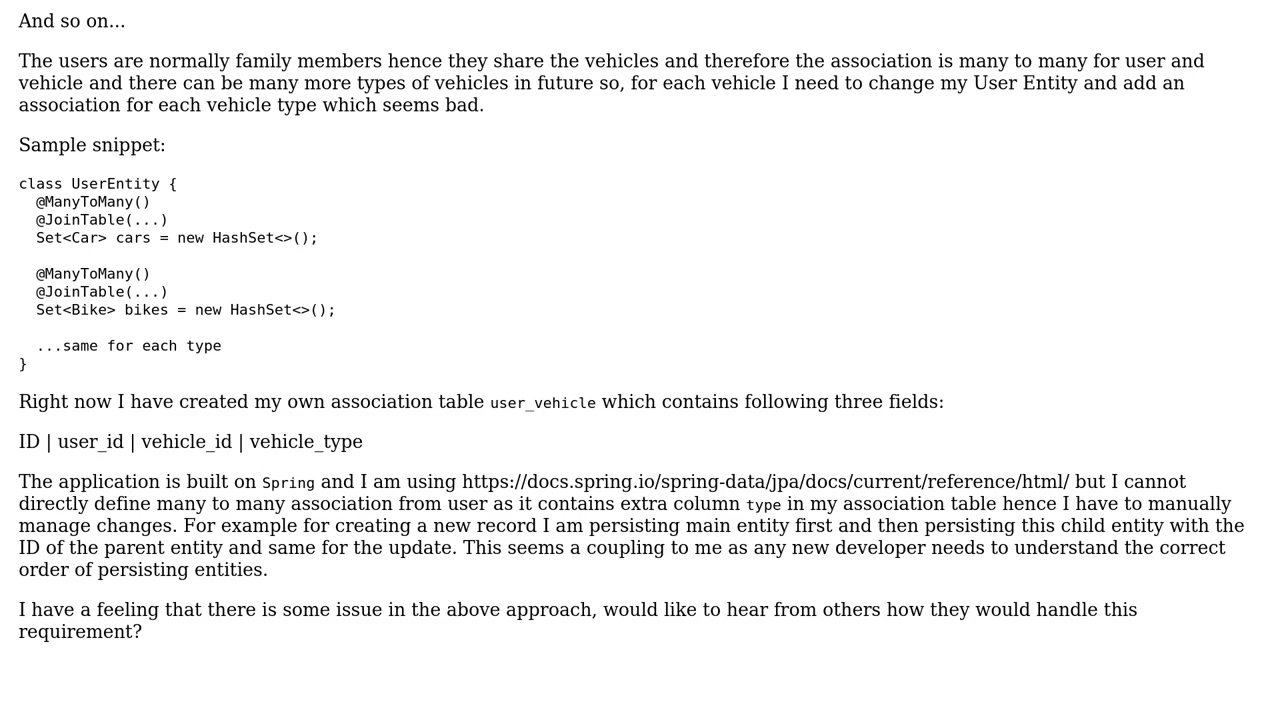 And so on...
The users are normally family members hence they share the vehicles and therefore the association is many to many for user and
vehicle and there can be many more types of vehicles in future so, for each vehicle I need to change my User Entity and add an
association for each vehicle type which seems bad.
Sample snippet:
class UserEntity {
  @ManyToMany()
  @JoinTable(...)
  Set<Car> cars = new HashSet<>();
  @ManyToMany()
  @JoinTable(...)
  Set<Bike> bikes = new HashSet<>();
  ...same for each type
}
Right now I have created my own association table user_vehicle which contains following three fields:
ID | user_id | vehicle_id | vehicle_type
The application is built on Spring and I am using https://docs.spring.io/spring-data/jpa/docs/current/reference/html/ but I cannot
directly define many to many association from user as it contains extra column type in my association table hence I have to manually
manage changes. For example for creating a new record I am persisting main entity first and then persisting this child entity with the
ID of the parent entity and same for the update. This seems a coupling to me as any new developer needs to understand the correct
order of persisting entities.
I have a feeling that there is some issue in the above approach, would like to hear from others how they would handle this
requirement?